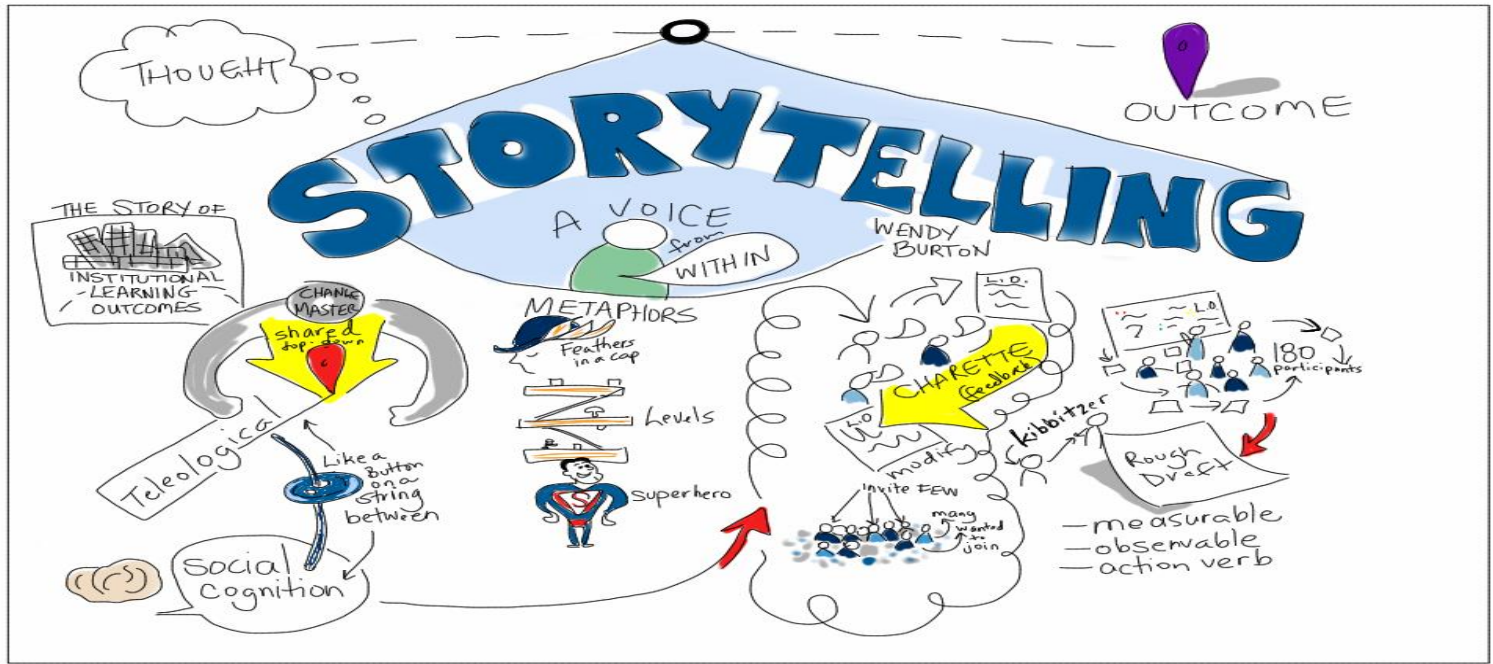 THOUGHT
OUTCOME
STORYTELLING
A VOICE
from
WITHIN
WENDY
BURTON
THE STORY OF
INSTITUTIONAL
LEARNING
OUTCOMES
CHANGE
MASTER
shared
top-down
Teleological
Like a
Button
on a
string
between
Social
Cognition
METAPHORS
Feathers
in a cap
Levels
Superhero
S
L.O.
CHARETTE
(feedback)
L.O.
modify
Invite FEW
many
wanted
to
join
L.O.
?
180
participants
kibbitzer
Rough
Draft
— measurable
— observable
— action verb